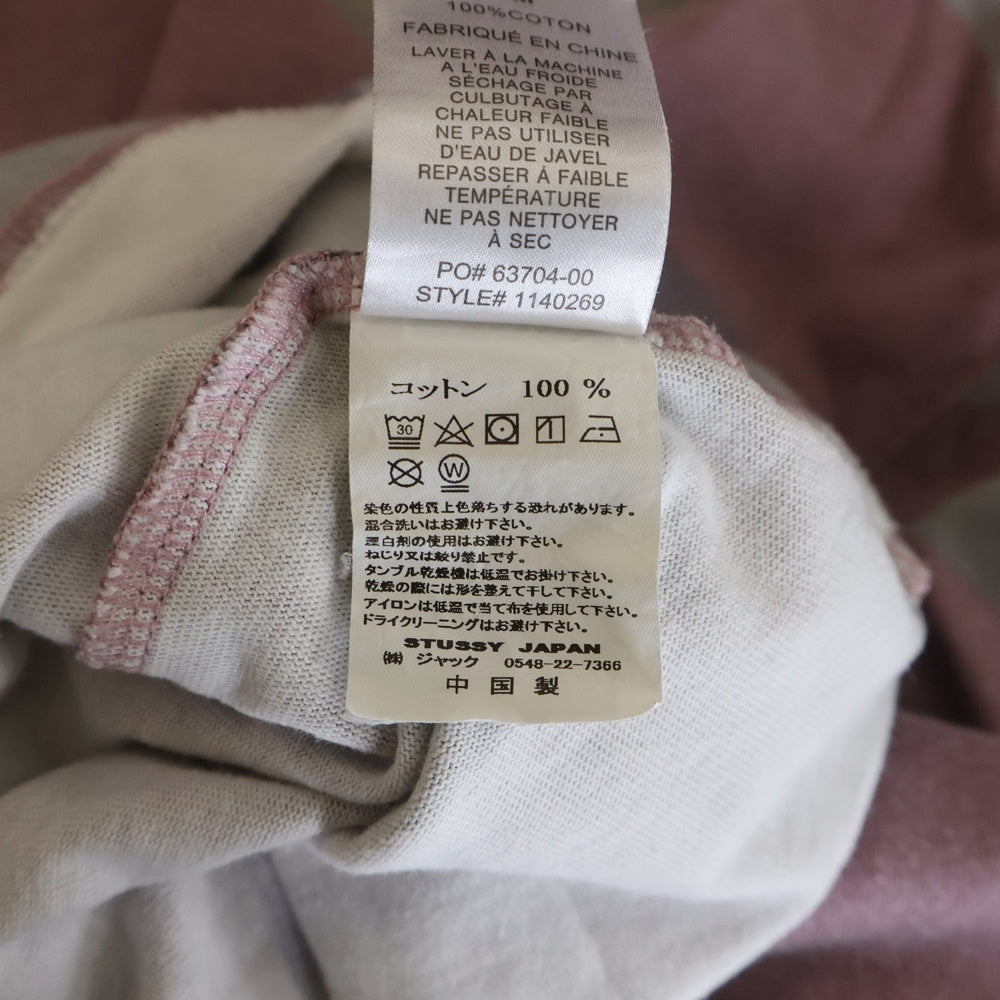 M
100%COTON
FABRIQUÉ EN CHINE
LAVER À LA MACHINE
A L'EAU FROIDE
SÉCHAGE PAR
CULBUTAGE À
CHALEUR FAIBLE
NE PAS UTILISER
D'EAU DE JAVEL
REPASSER Á FAIBLE
TEMPÉRATURE
NE PAS NETTOYER
À SEC
PO# 63704-00
STYLE# 1140269
コットン 100 %
30
W
染色の性質上色落ちする恐れがあります。
混合洗いはお避け下さい。
漂白剤の使用はお避け下さい。
ねじり又は絞り禁止です。
タンブル乾燥機は低温でお掛け下さい。
乾燥の際には形を整えて干して下さい。
アイロンは低温で当て布を使用して下さい。
ドライクリーニングはお避け下さい。
STUSSY JAPAN
㈱ ジャック 0548-22-7366
中 国 製